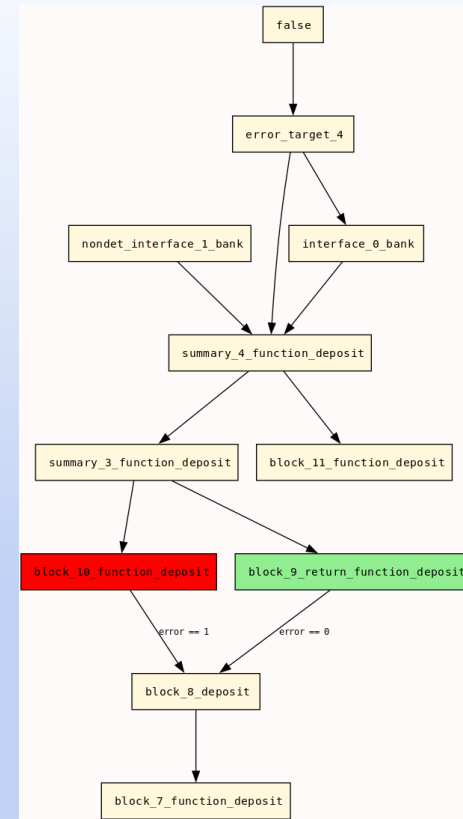 false
error_target_4
nondet_interface_1_bank
interface_0_bank
summary_4_function_deposit
summary_3_function_deposit
block_11_function_deposit
block_10_function_deposit
block_9_return_function_deposit
error == 1
error == 0
block_8_deposit
block_7_function_deposit